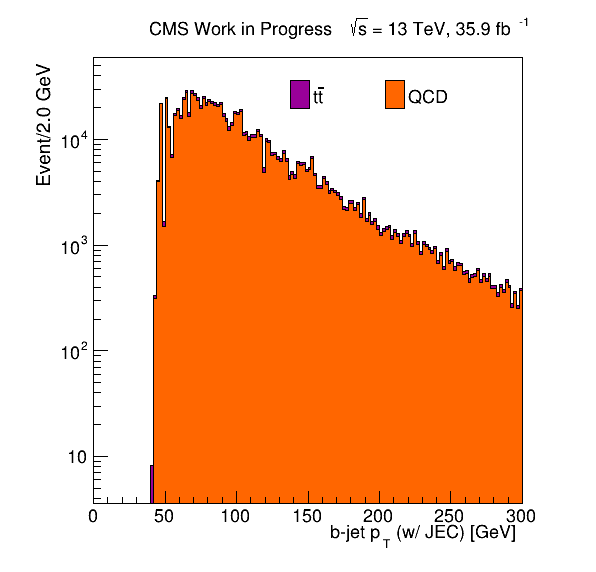 CMS Work in Progress √s = 13 TeV, 35.9 fb⁻¹
Event/2.0 GeV
tt̄ QCD
10⁴
10³
10²
10
0 50 100 150 200 250 300
b-jet p_T (w/ JEC) [GeV]